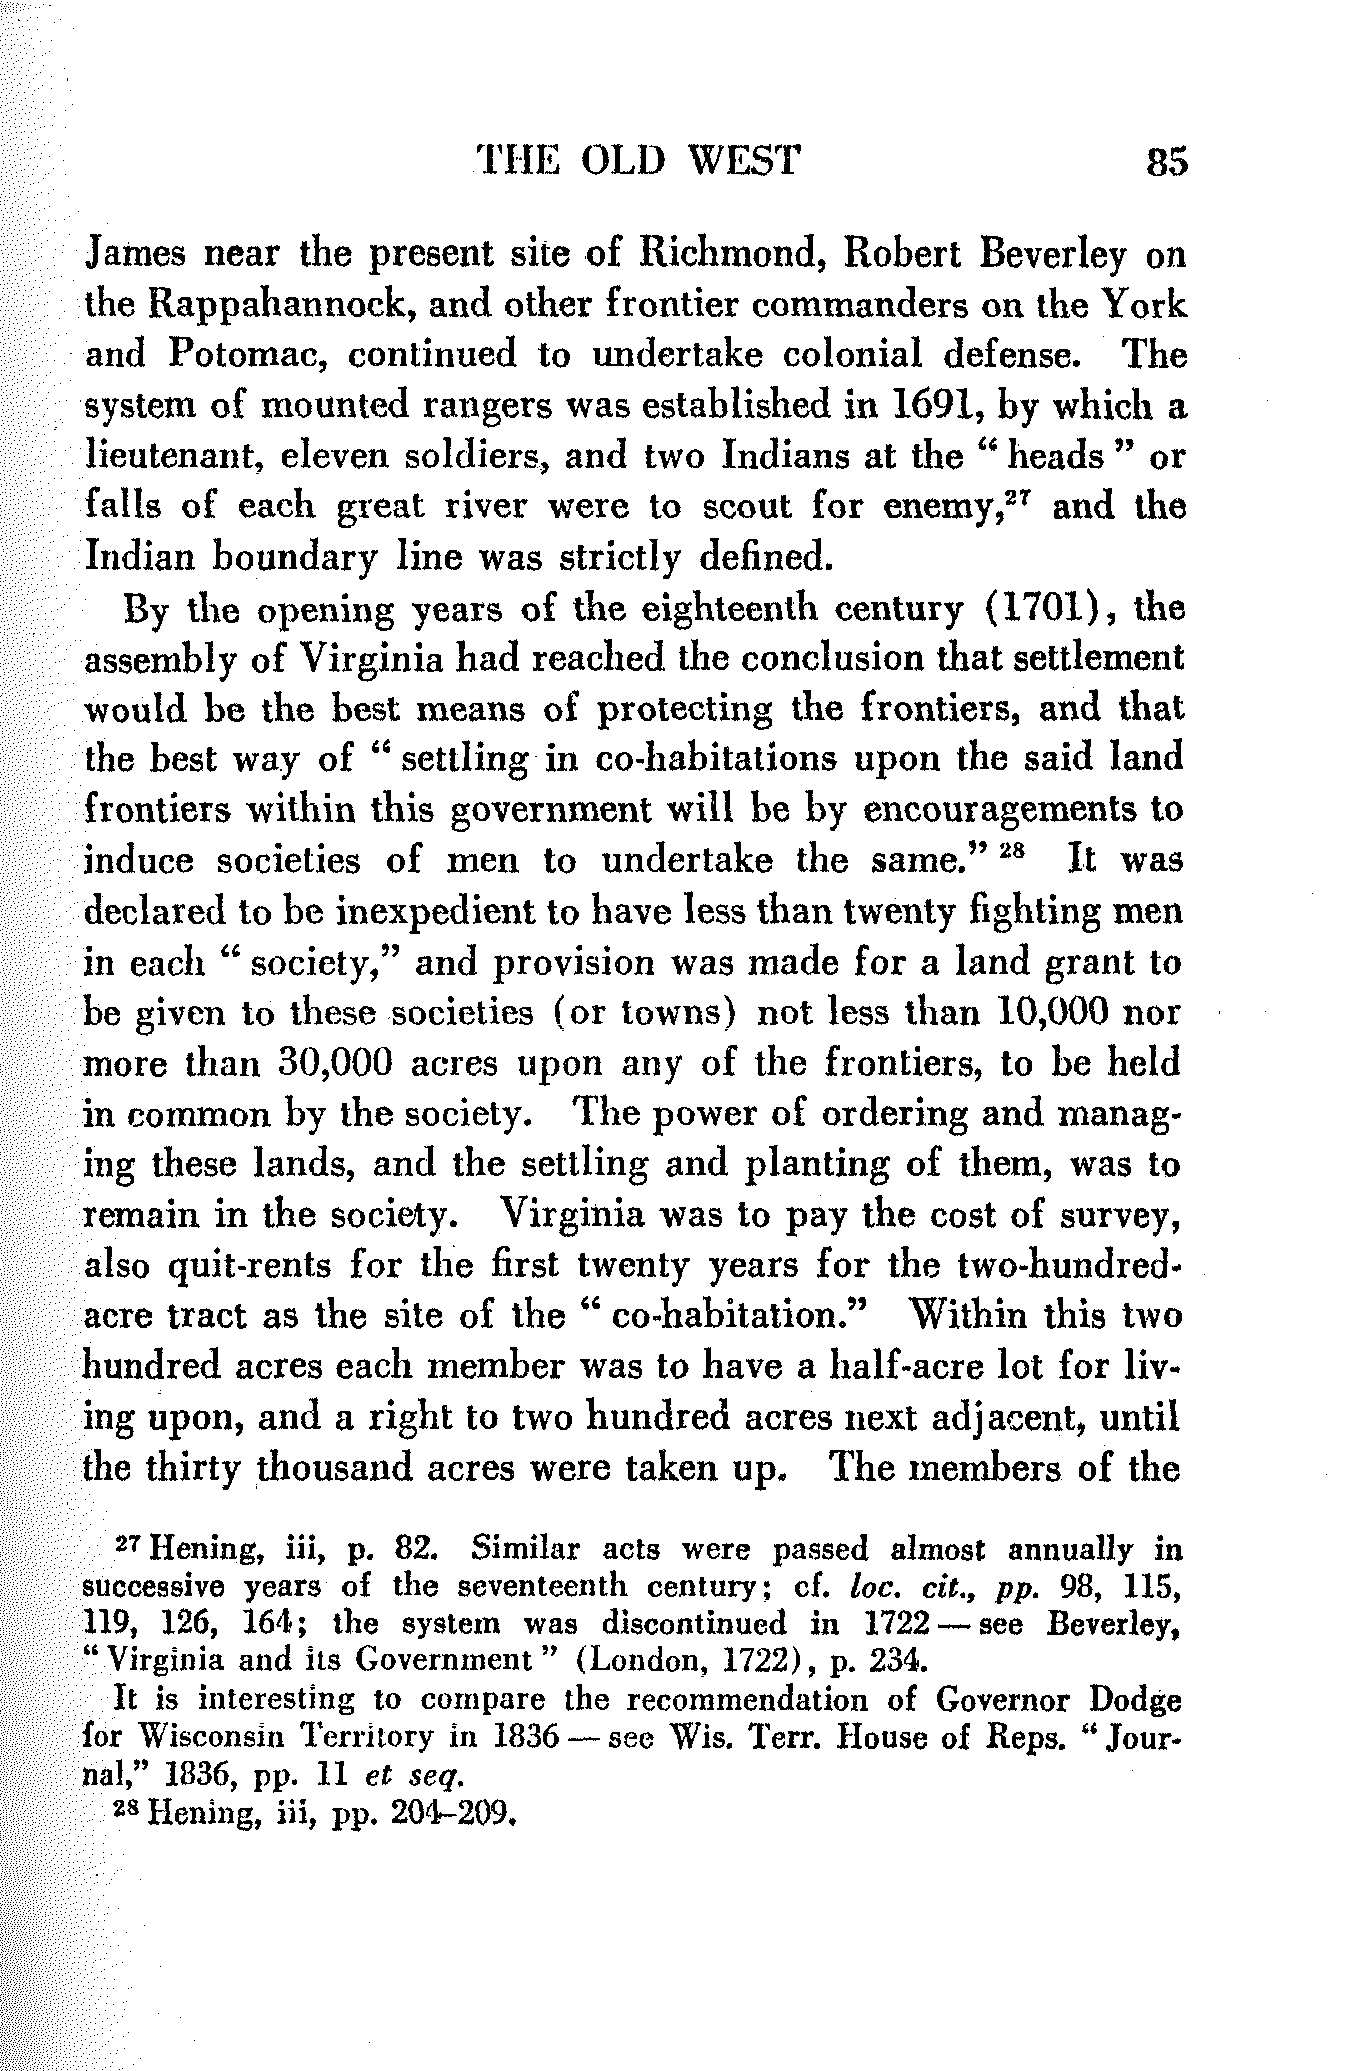 THE OLD WEST 85
James near the present site of Richmond, Robert Beverley on
the Rappahannock, and other frontier commanders on the York
and Potomac, continued to undertake colonial defense. The
system of mounted rangers was established in 1691, by which a
lieutenant, eleven soldiers, and two Indians at the " heads " or
falls of each great river were to scout for enemy,²⁷ and the
Indian boundary line was strictly defined.
By the opening years of the eighteenth century (1701), the
assembly of Virginia had reached the conclusion that settlement
would be the best means of protecting the frontiers, and that
the best way of " settling in co-habitations upon the said land
frontiers within this government will be by encouragements to
induce societies of men to undertake the same." ²⁸ It was
declared to be inexpedient to have less than twenty fighting men
in each " society," and provision was made for a land grant to
be given to these societies (or towns) not less than 10,000 nor
more than 30,000 acres upon any of the frontiers, to be held
in common by the society. The power of ordering and manag-
ing these lands, and the settling and planting of them, was to
remain in the society. Virginia was to pay the cost of survey,
also quit-rents for the first twenty years for the two-hundred-
acre tract as the site of the " co-habitation." Within this two
hundred acres each member was to have a half-acre lot for liv-
ing upon, and a right to two hundred acres next adjacent, until
the thirty thousand acres were taken up. The members of the
²⁷ Hening, iii, p. 82. Similar acts were passed almost annually in
successive years of the seventeenth century; cf. loc. cit., pp. 98, 115,
119, 126, 164; the system was discontinued in 1722 — see Beverley,
" Virginia and its Government " (London, 1722), p. 234.
It is interesting to compare the recommendation of Governor Dodge
for Wisconsin Territory in 1836 — see Wis. Terr. House of Reps. " Jour-
nal," 1836, pp. 11 et seq.
²⁸ Hening, iii, pp. 204–209.